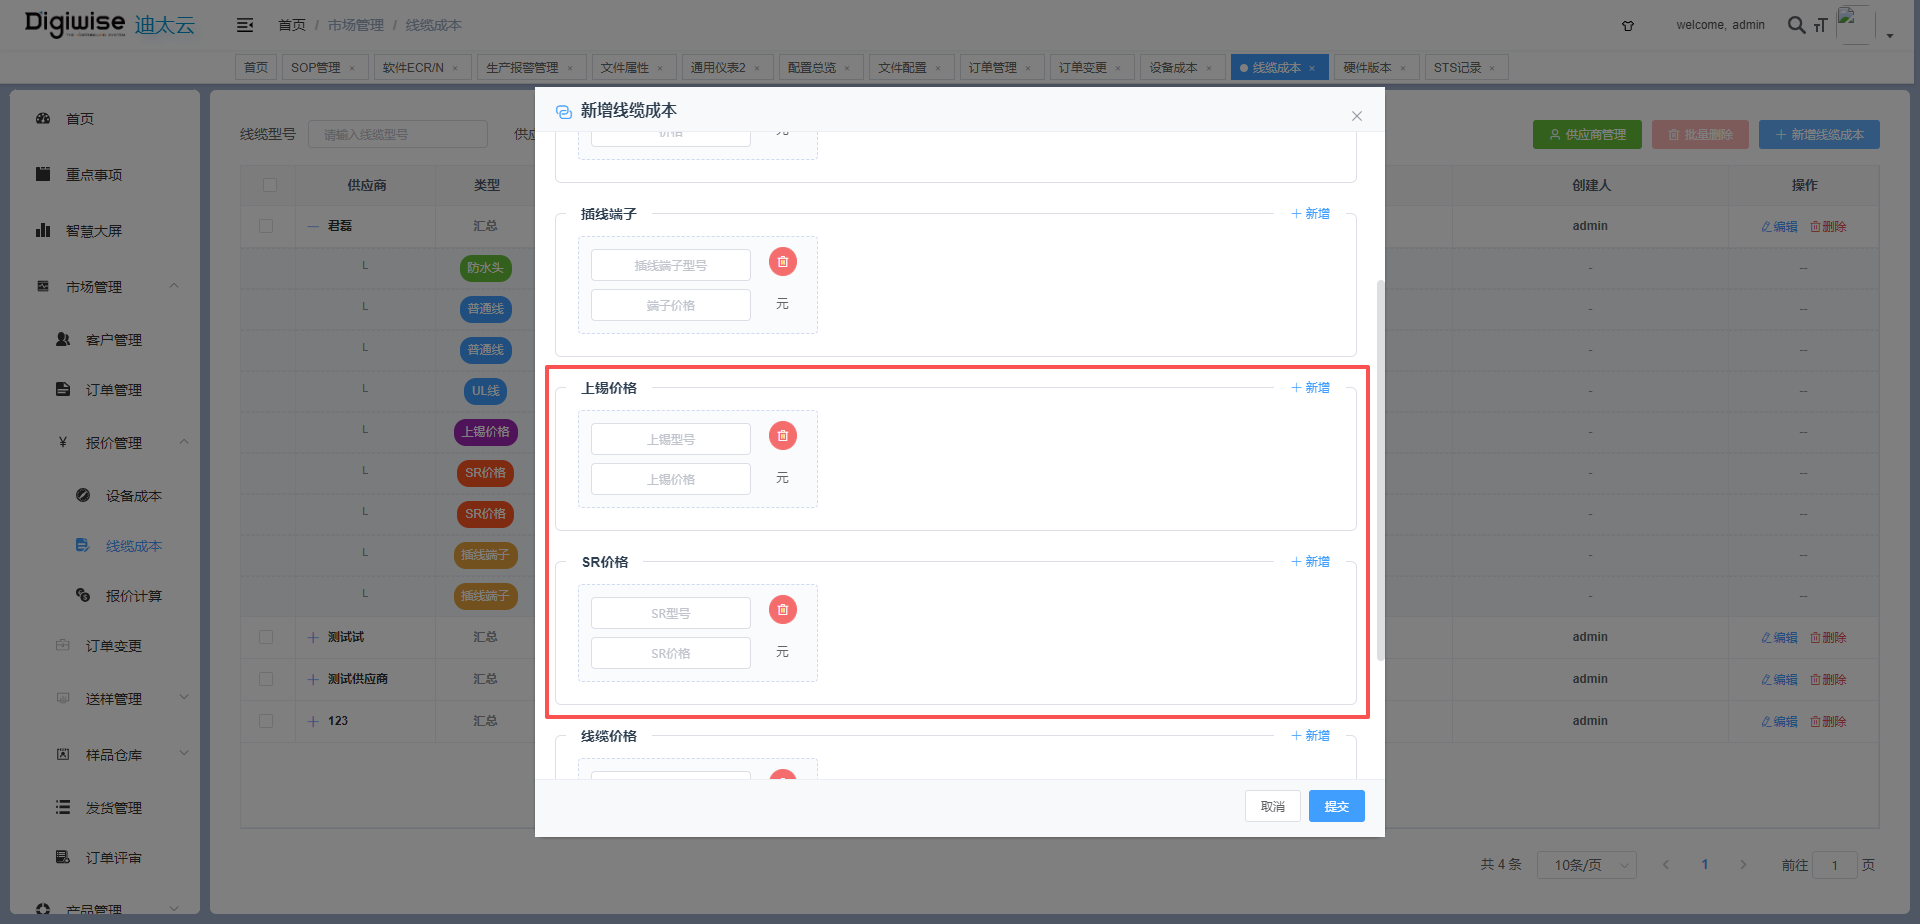 Digiwise 迪太云
首页 / 市场管理 / 线缆成本
welcome, admin
首页
SOP管理 ×
软件ECR/N ×
生产报警管理 ×
文件属性 ×
通用仪表2 ×
配置总览 ×
文件配置 ×
订单管理 ×
订单变更 ×
设备成本 ×
线缆成本 ×
硬件版本 ×
STS记录 ×
首页
重点事项
智慧大屏
市场管理
客户管理
订单管理
¥ 报价管理
设备成本
线缆成本
报价计算
订单变更
送样管理
样品仓库
发货管理
订单评审
产品管理
线缆型号 请输入线缆型号 供应
供应商管理
批量删除
+ 新增线缆成本
供应商 类型 创建人 操作
君磊 汇总 admin 编辑 删除
L 防水头 - --
L 普通线 - --
L 普通线 - --
L UL线 - --
L 上锡价格 - --
L SR价格 - --
L SR价格 - --
L 插线端子 - --
L 插线端子 - --
测试试 汇总 admin 编辑 删除
测试供应商 汇总 admin 编辑 删除
123 汇总 admin 编辑 删除
共 4 条 10条/页 1 前往 1 页
新增线缆成本
价格 元
插线端子 + 新增
插线端子型号
端子价格 元
上锡价格 + 新增
上锡型号
上锡价格 元
SR价格 + 新增
SR型号
SR价格 元
线缆价格 + 新增
取消 提交